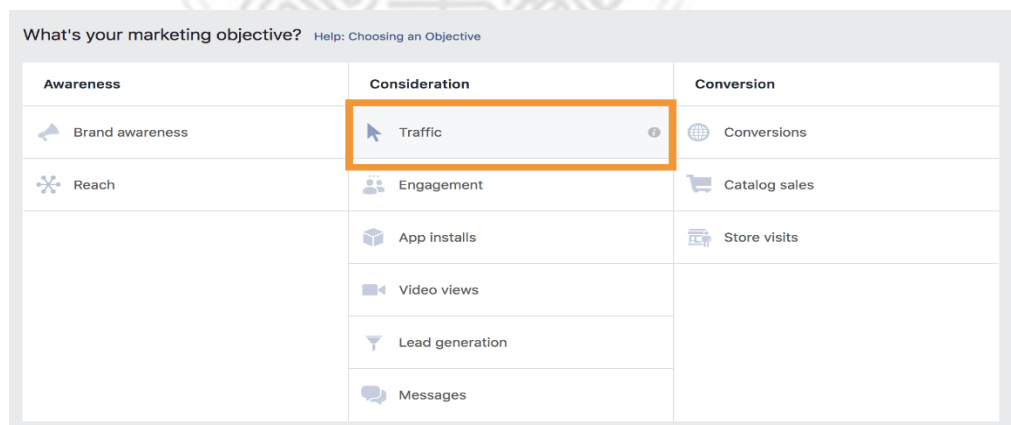 What's your marketing objective? Help: Choosing an Objective
Awareness
Consideration
Conversion
Brand awareness
Traffic
Conversions
Reach
Engagement
Catalog sales
App installs
Store visits
Video views
Lead generation
Messages